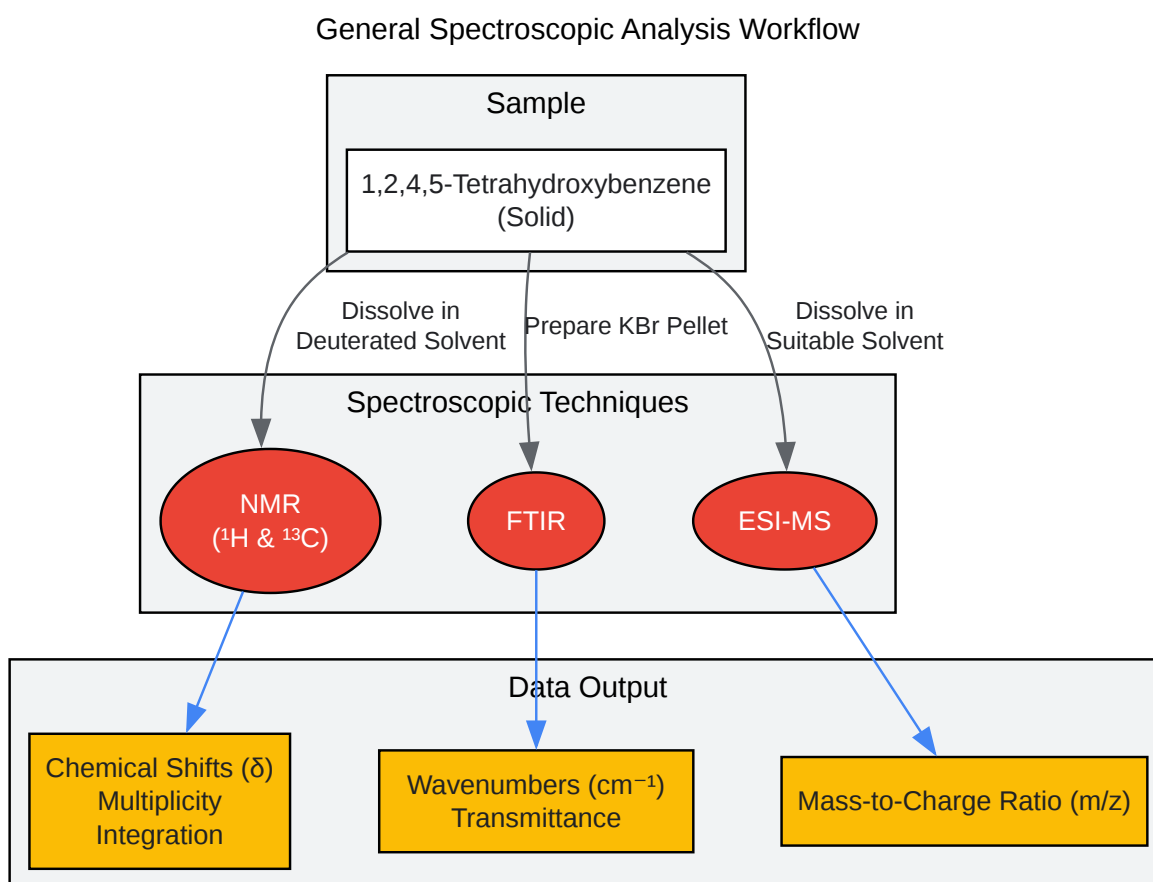 General Spectroscopic Analysis Workflow
Sample
1,2,4,5-Tetrahydroxybenzene
(Solid)
Dissolve in
Deuterated Solvent
Prepare KBr Pellet
Dissolve in
Suitable Solvent
Spectroscopic Techniques
NMR
(¹H & ¹³C)
FTIR
ESI-MS
Data Output
Chemical Shifts (δ)
Multiplicity
Integration
Wavenumbers (cm⁻¹)
Transmittance
Mass-to-Charge Ratio (m/z)